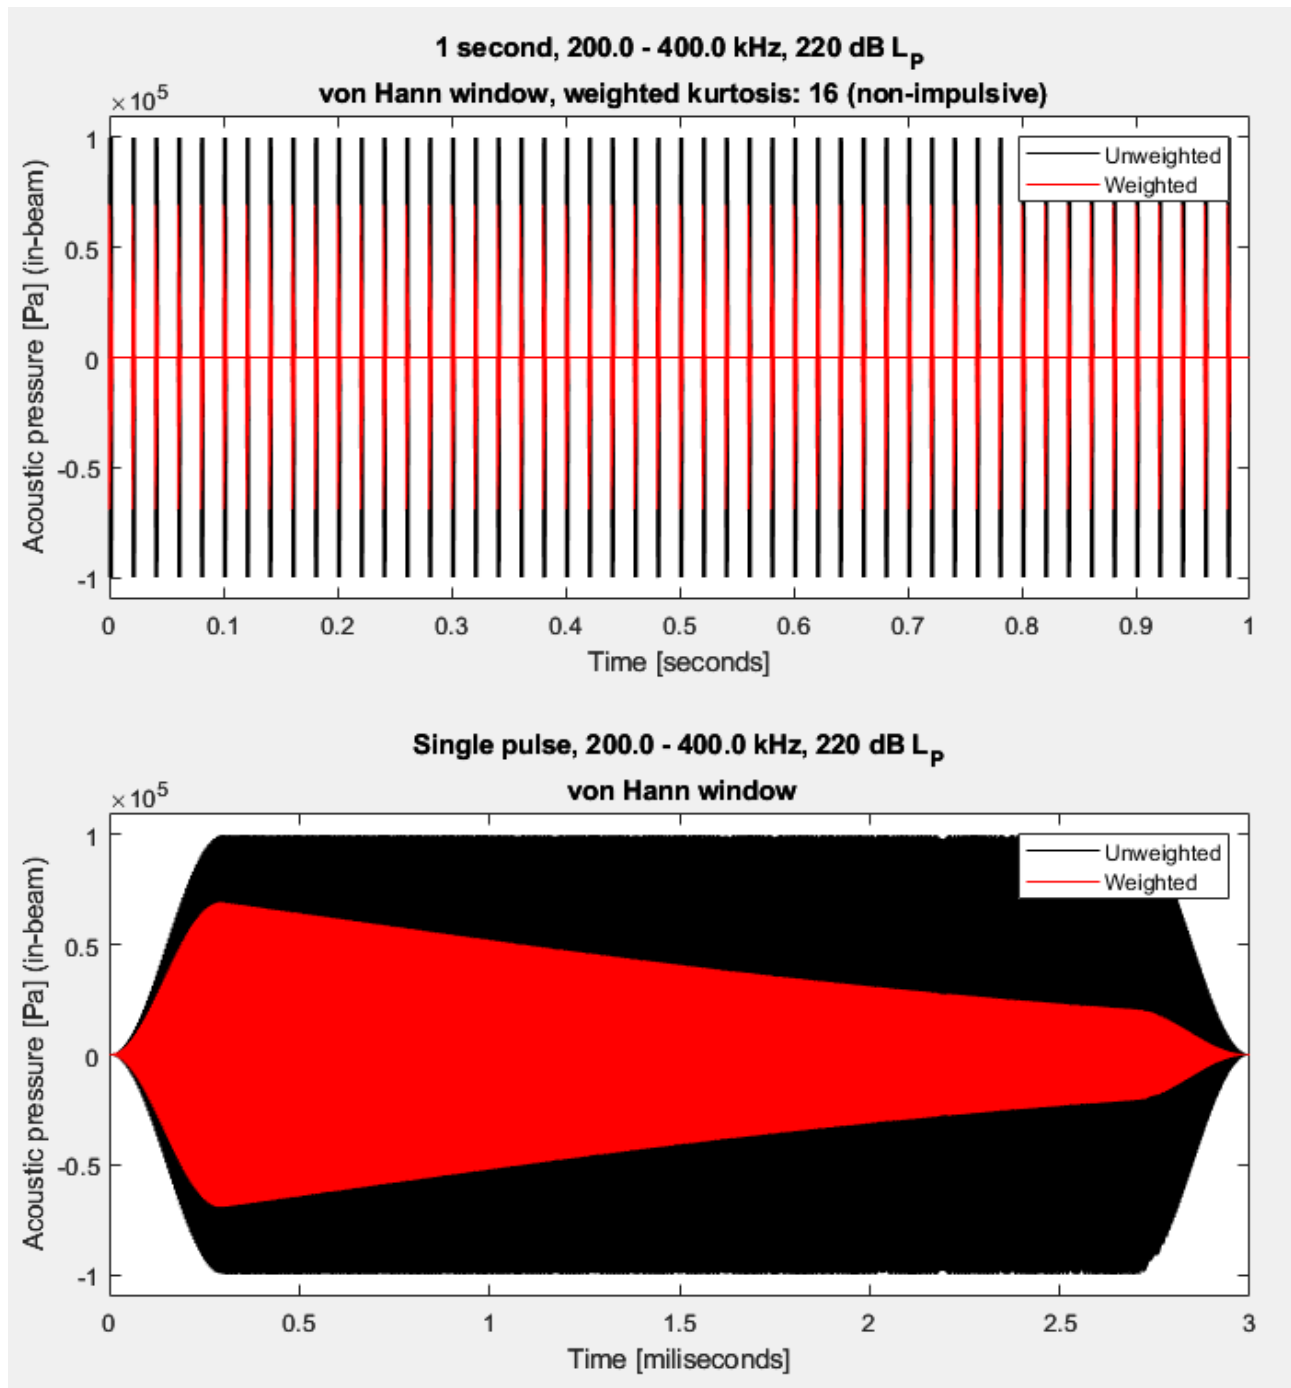 1 second, 200.0 - 400.0 kHz, 220 dB LP
von Hann window, weighted kurtosis: 16 (non-impulsive)
×10^5
1
0.5
0
-0.5
-1
Acoustic pressure [Pa] (in-beam)
Unweighted
Weighted
0 0.1 0.2 0.3 0.4 0.5 0.6 0.7 0.8 0.9 1
Time [seconds]
Single pulse, 200.0 - 400.0 kHz, 220 dB LP
von Hann window
×10^5
1
0.5
0
-0.5
-1
Acoustic pressure [Pa] (in-beam)
Unweighted
Weighted
0 0.5 1 1.5 2 2.5 3
Time [miliseconds]